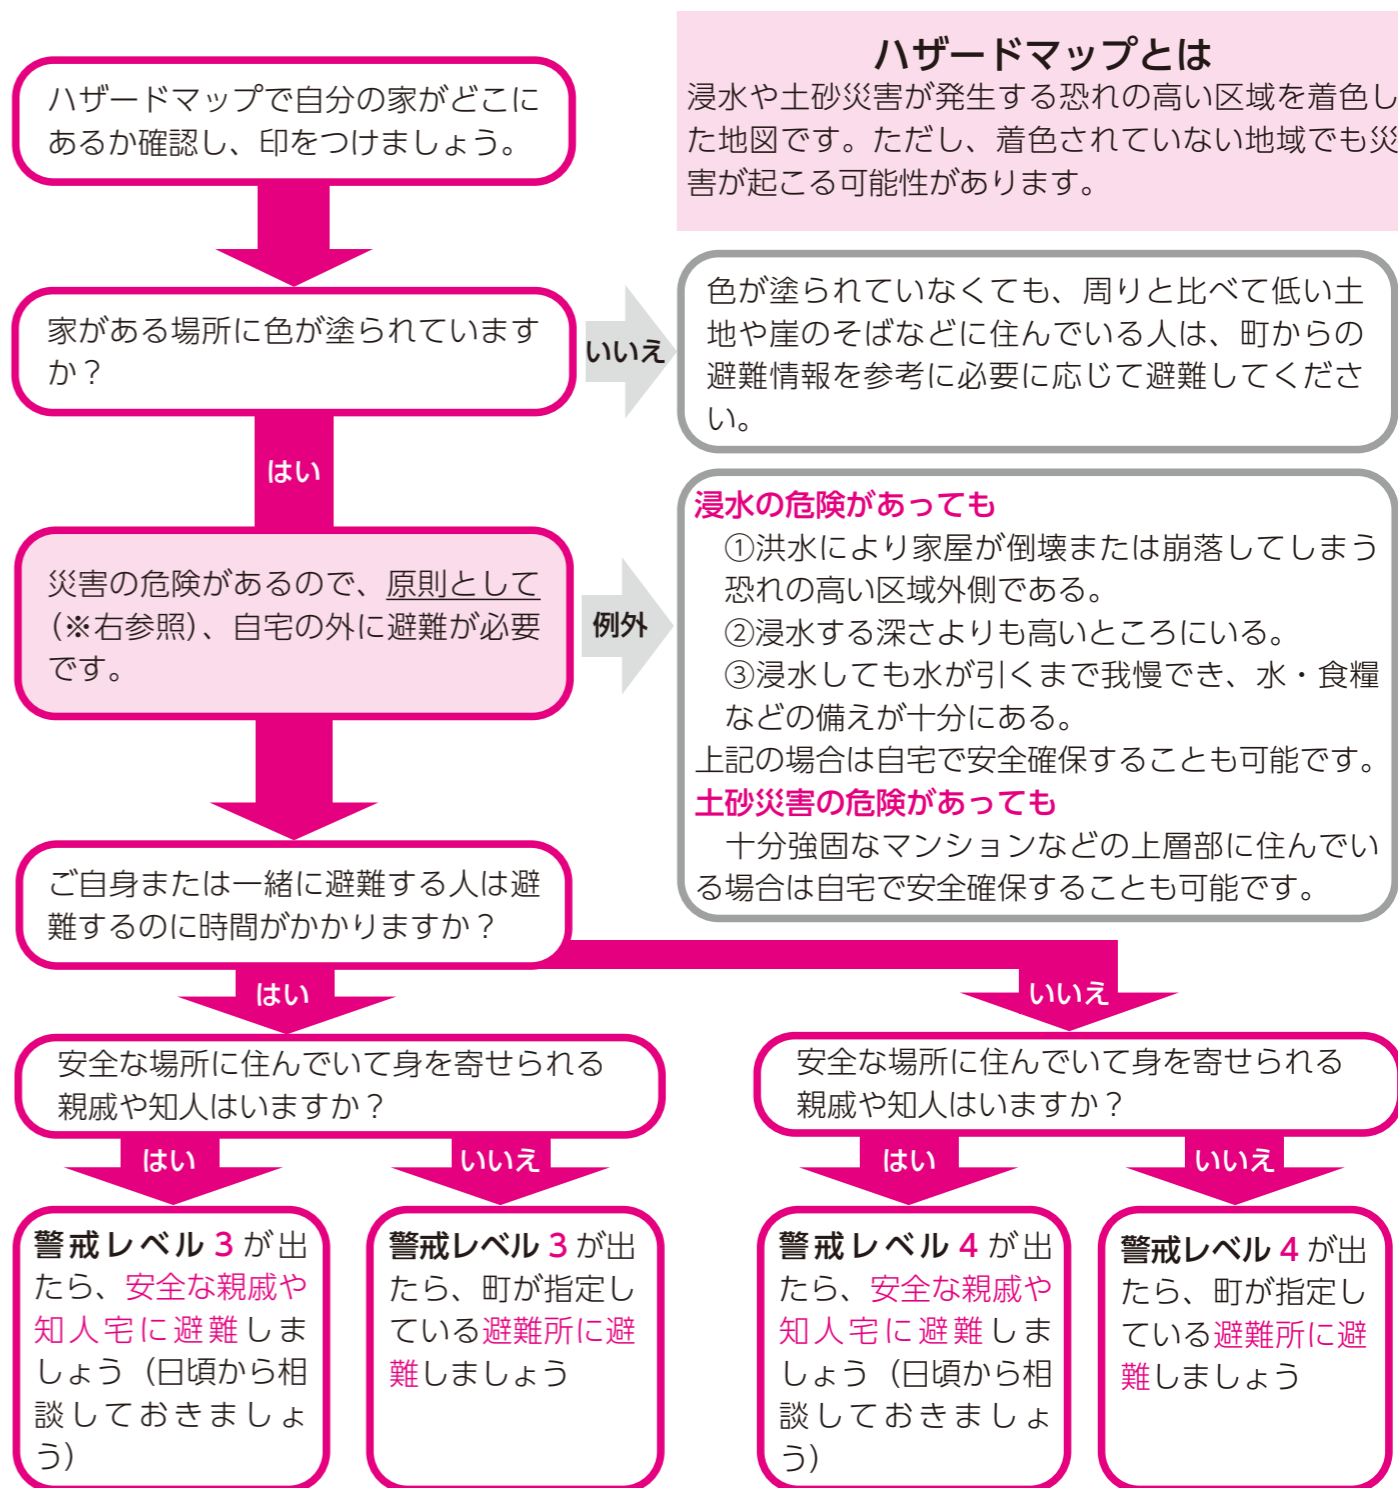 ハザードマップで自分の家がどこに
あるか確認し、印をつけましょう。
ハザードマップとは
浸水や土砂災害が発生する恐れの高い区域を着色し
た地図です。ただし、着色されていない地域でも災
害が起こる可能性があります。
家がある場所に色が塗られています
か？
いいえ
色が塗られていなくても、周りと比べて低い土
地や崖のそばなどに住んでいる人は、町からの
避難情報を参考に必要に応じて避難してくださ
い。
はい
災害の危険があるので、原則として
（※右参照）、自宅の外に避難が必要
です。
例外
浸水の危険があっても
①洪水により家屋が倒壊または崩落してしまう
恐れの高い区域外側である。
②浸水する深さよりも高いところにいる。
③浸水しても水が引くまで我慢でき、水・食糧
などの備えが十分にある。
上記の場合は自宅で安全確保することも可能です。
土砂災害の危険があっても
十分強固なマンションなどの上層部に住んでい
る場合は自宅で安全確保することも可能です。
ご自身または一緒に避難する人は避
難するのに時間がかかりますか？
はい
いいえ
安全な場所に住んでいて身を寄せられる
親戚や知人はいますか？
安全な場所に住んでいて身を寄せられる
親戚や知人はいますか？
はい
いいえ
はい
いいえ
警戒レベル 3 が出
たら、安全な親戚や
知人宅に避難しま
しょう（日頃から相
談しておきましょ
う）
警戒レベル 3 が出
たら、町が指定し
ている避難所に避
難しましょう
警戒レベル 4 が出
たら、安全な親戚や
知人宅に避難しま
しょう（日頃から相
談しておきましょ
う）
警戒レベル 4 が出
たら、町が指定し
ている避難所に避
難しましょう